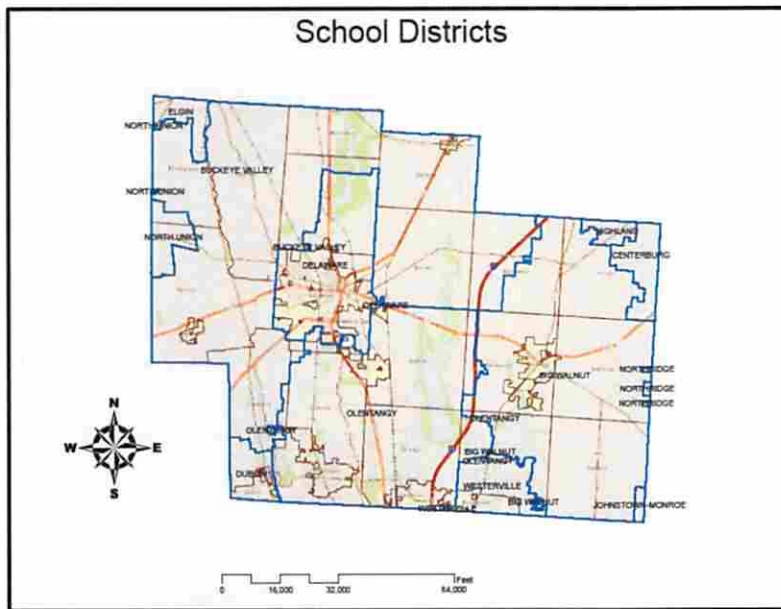 School Districts
ELGIN
NORTH UNION
BUCKEYE VALLEY
NORTH UNION
NORTH UNION
BUCKEYE VALLEY
DELAWARE
DELAWARE
HIGHLAND
CENTERBURG
BIG WALNUT
NORTHRIDGE
NORTHRIDGE
NORTHRIDGE
OLENTANGY
OLENTANGY
OLENTANGY
BIG WALNUT
OLENTANGY
DUBLIN
WESTERVILLE
BIG WALNUT
JOHNSTOWN-MONROE
N
W
E
S
Feet
0 16,000 32,000 64,000